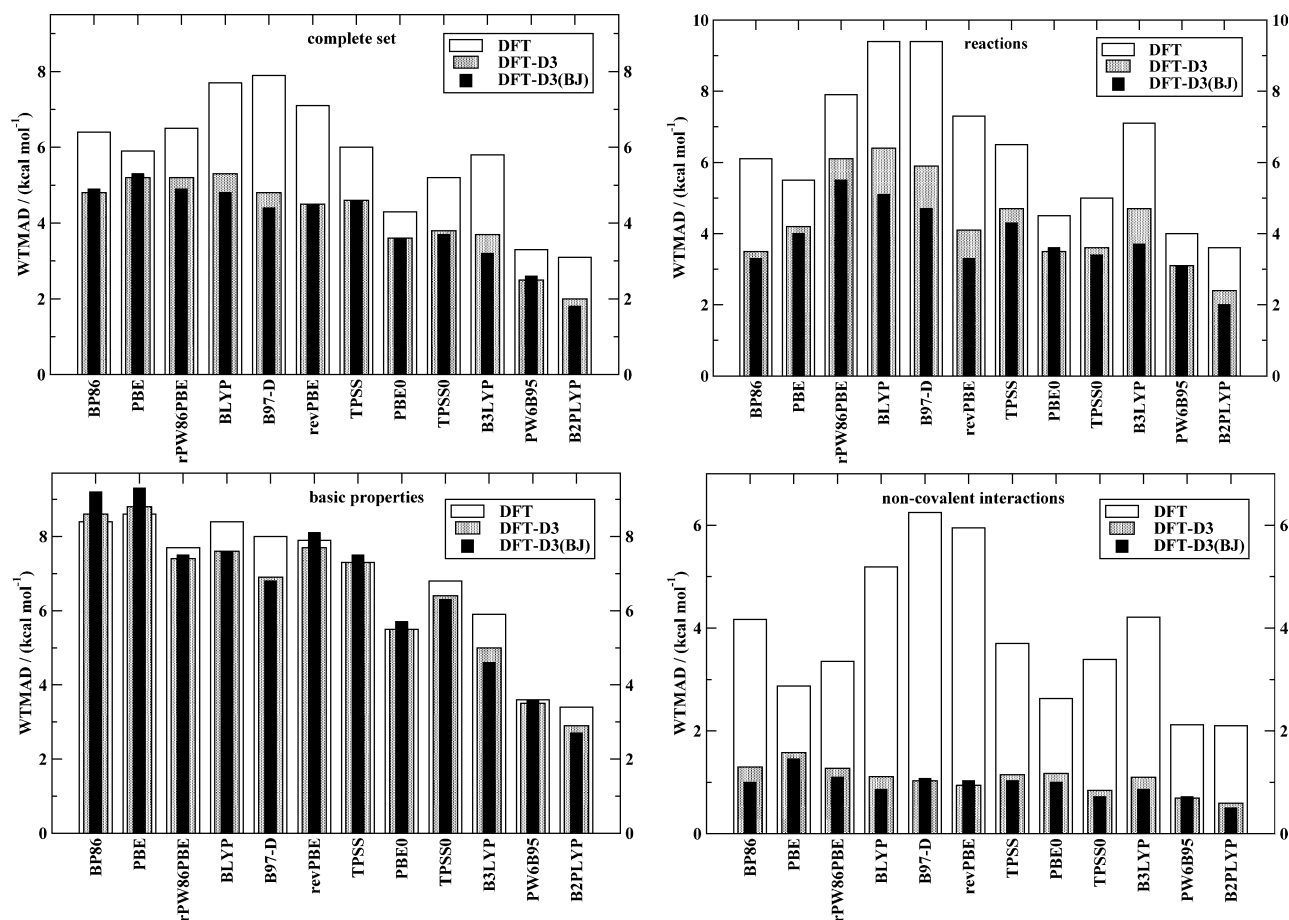 complete set
DFT
DFT-D3
DFT-D3(BJ)
WTMAD / (kcal mol⁻¹)
8
6
4
2
0
8
6
4
2
0
BP86
PBE
rPW86PBE
BLYP
B97-D
revPBE
TPSS
PBE0
TPSS0
B3LYP
PW6B95
B2PLYP
reactions
DFT
DFT-D3
DFT-D3(BJ)
WTMAD / (kcal mol⁻¹)
10
8
6
4
2
0
10
8
6
4
2
0
BP86
PBE
rPW86PBE
BLYP
B97-D
revPBE
TPSS
PBE0
TPSS0
B3LYP
PW6B95
B2PLYP
basic properties
DFT
DFT-D3
DFT-D3(BJ)
WTMAD / (kcal mol⁻¹)
8
6
4
2
0
8
6
4
2
0
BP86
PBE
rPW86PBE
BLYP
B97-D
revPBE
TPSS
PBE0
TPSS0
B3LYP
PW6B95
B2PLYP
non-covalent interactions
DFT
DFT-D3
DFT-D3(BJ)
WTMAD / (kcal mol⁻¹)
6
4
2
0
6
4
2
0
BP86
PBE
rPW86PBE
BLYP
B97-D
revPBE
TPSS
PBE0
TPSS0
B3LYP
PW6B95
B2PLYP